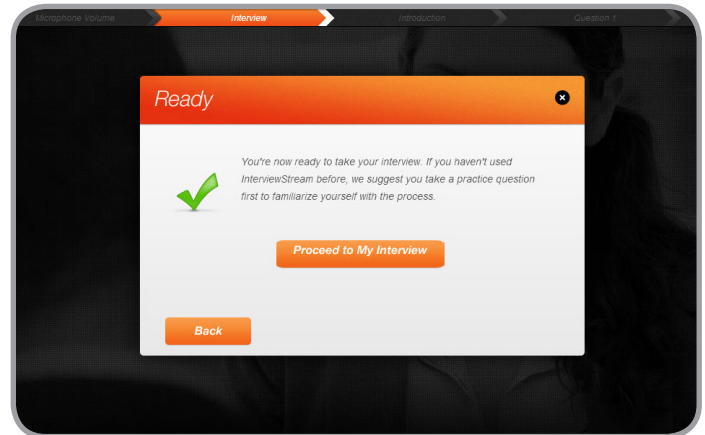 Microphone Volume Interview Introduction Question 1
Ready
You're now ready to take your interview. If you haven't used
InterviewStream before, we suggest you take a practice question
first to familiarize yourself with the process.
Proceed to My Interview
Back